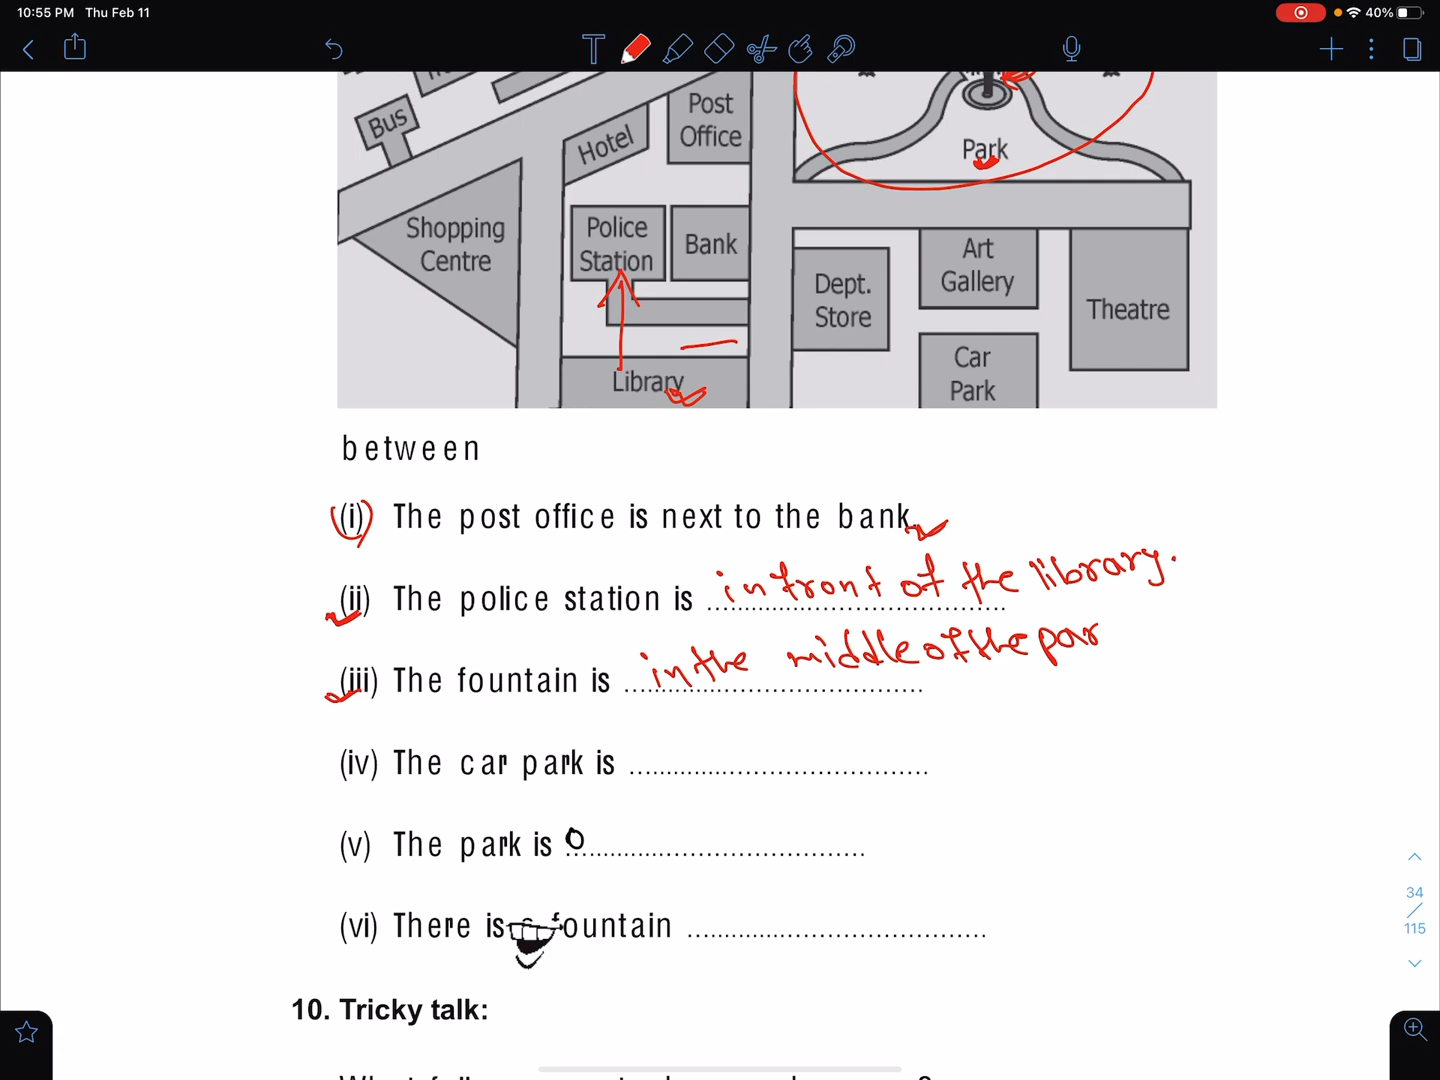 10:55 PM Thu Feb 11
40%
Bus
Hotel
Post
Office
Park
Shopping
Centre
Police
Station
Bank
Dept.
Store
Art
Gallery
Theatre
Car
Park
Library
between
(i) The post office is next to the bank
(ii) The police station is in front of the library.
(iii) The fountain is in the middle of the par
(iv) The car park is ..............................
(v) The park is ..............................
(vi) There is fountain ..............................
34
/
115
10. Tricky talk: